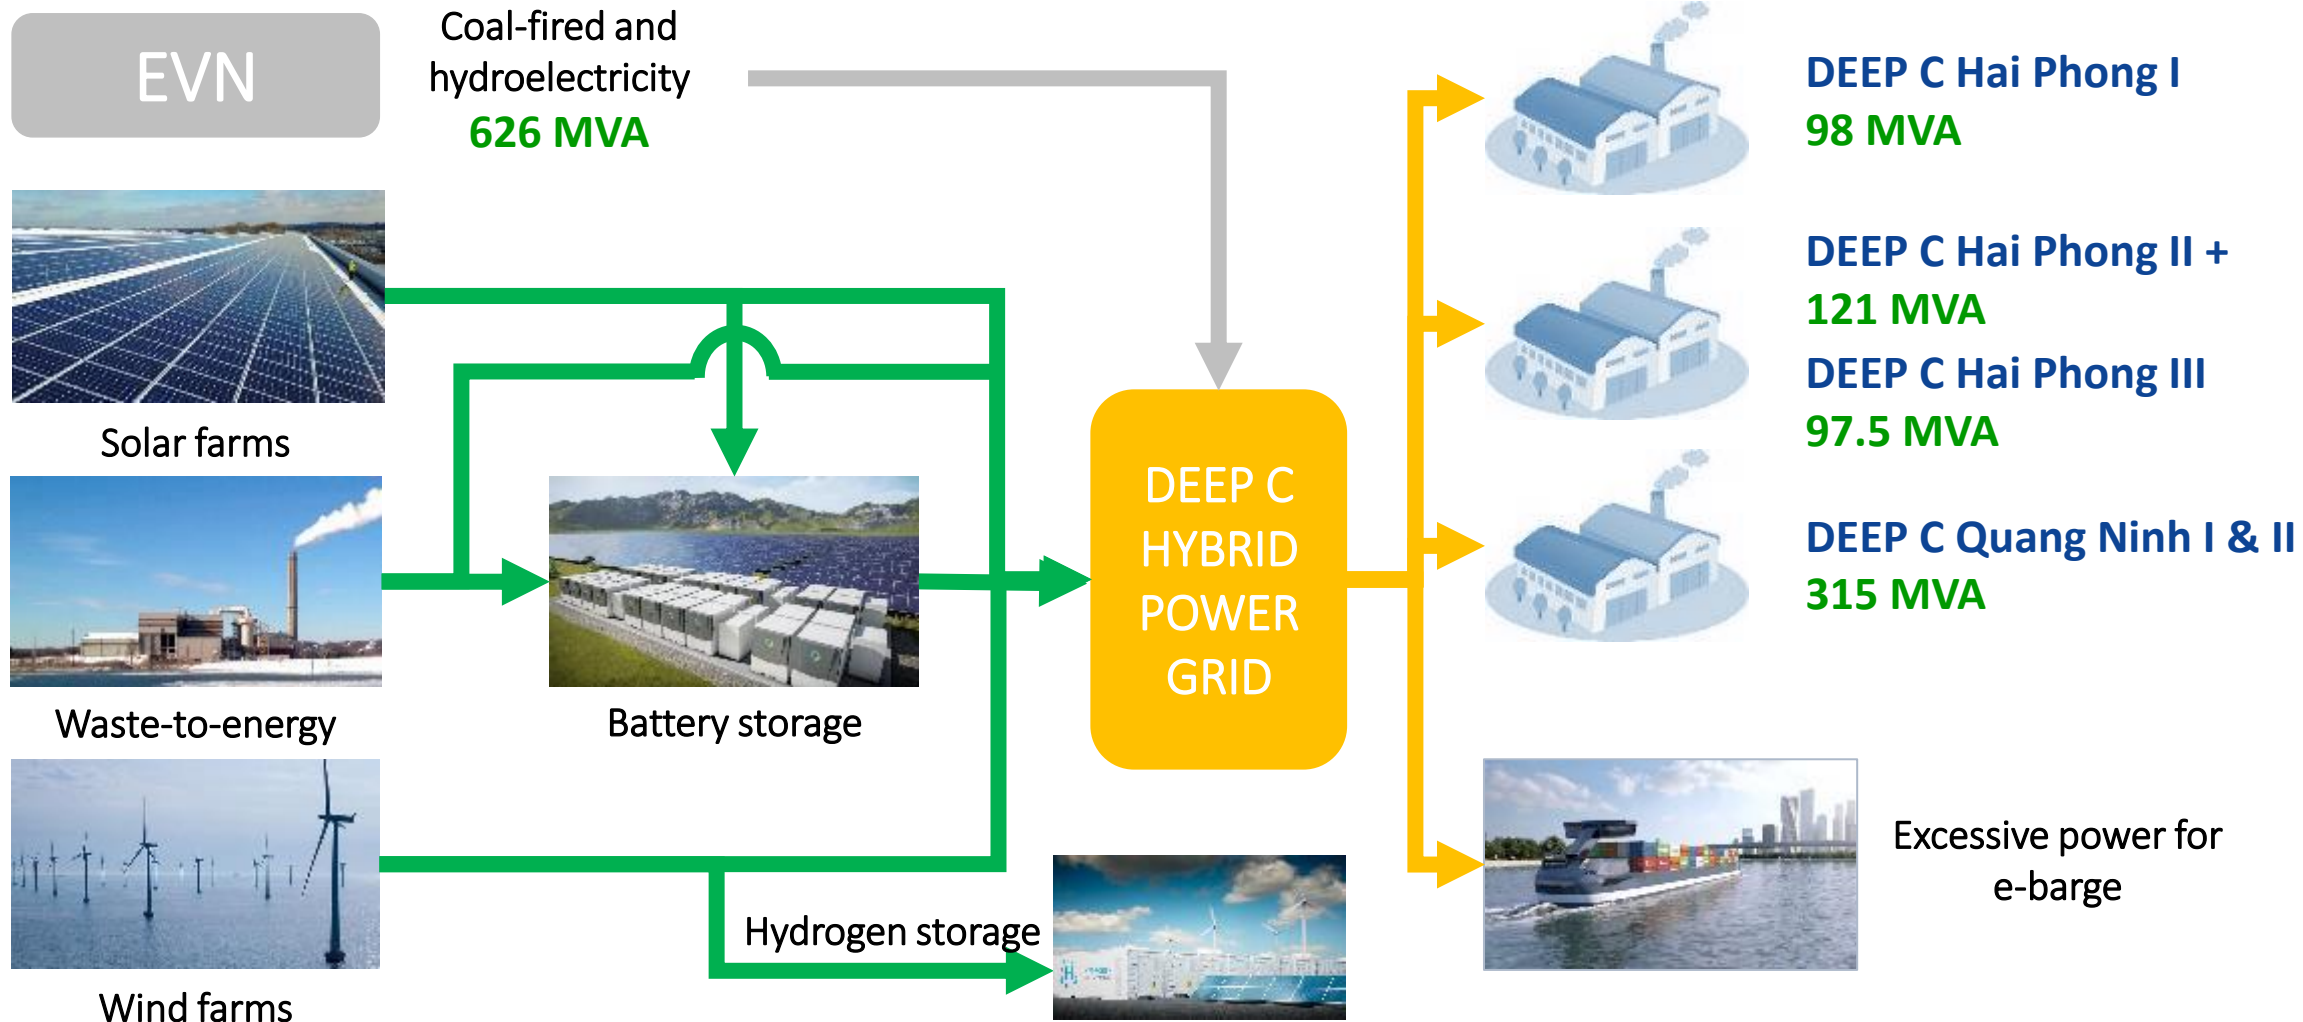 EVN
Coal-fired and
hydroelectricity
626 MVA
Solar farms
Waste-to-energy
Wind farms
Battery storage
Hydrogen storage
DEEP C
HYBRID
POWER
GRID
DEEP C Hai Phong I
98 MVA
DEEP C Hai Phong II +
121 MVA
DEEP C Hai Phong III
97.5 MVA
DEEP C Quang Ninh I & II
315 MVA
Excessive power for
e-barge